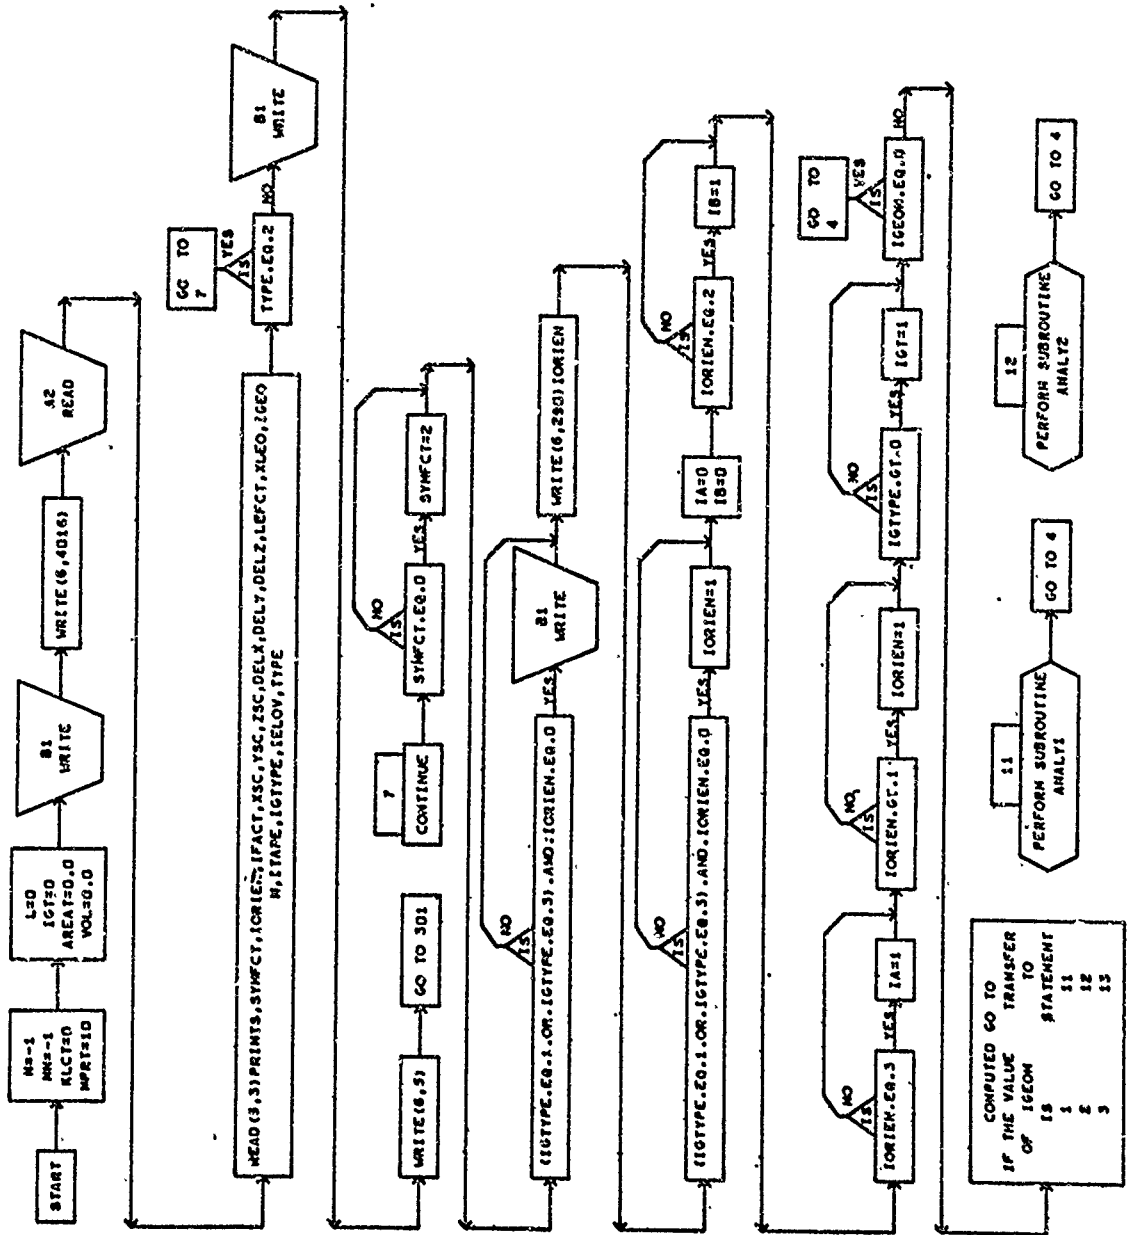 START
M=-1
MM=-1
KLCT=0
MPRT=10
L=0
IGT=0
AREAT=0.0
VOL=0.0
B1
WRITE
WRITE(6,4016)
A2
READ
READ(3,3)PRINTS,SYMFCT,IORIEN,IFACT,XSC,YSC,ZSC,DELX,DELY,DELZ,LEFCT,XLEO,IGEO
M,ITAPE,IGTYPE,ISLOV,TYPE
TYPE.EQ.2
IS
YES
GO TO
7
NO
B1
WRITE
WRITE(6,5)
GO TO 301
7
CONTINUE
SYMFCT.EQ.0
IS
NO
YES
SYMFCT=2
(IGTYPE.EQ.1.OR.IGTYPE.EQ.3).AND.IORIEN.EQ.0
IS
NO
YES
B1
WRITE
WRITE(6,290)IORIEN
(IGTYPE.EQ.1.OR.IGTYPE.EQ.3).AND.IORIEN.EQ.0
IS
NO
YES
IORIEN=1
IA=0
IB=0
IORIEN.EQ.2
IS
NO
YES
IB=1
IORIEN.EQ.3
IS
NO
YES
IA=1
IORIEN.GT.1
IS
NO
YES
IORIEN=1
IGTYPE.GT.0
IS
NO
YES
IGT=1
IGEOM.EQ.0
IS
YES
GO TO
4
NO
COMPUTED GO TO
IF THE VALUE TRANSFER
OF IGEOM TO
IS STATEMENT
1 11
2 12
3 13
11
PERFORM SUBROUTINE
ANALY1
GO TO 4
12
PERFORM SUBROUTINE
ANALY2
GO TO 4